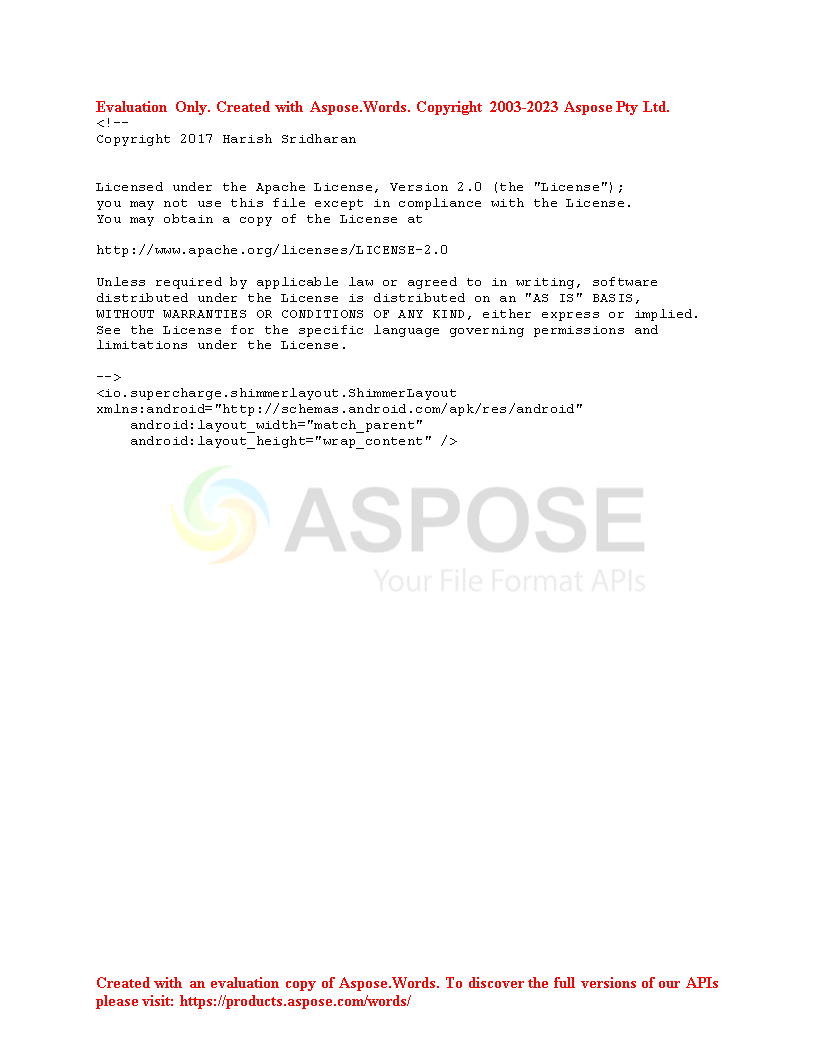 Evaluation Only. Created with Aspose.Words. Copyright 2003-2023 Aspose Pty Ltd.
<!--
Copyright 2017 Harish Sridharan
Licensed under the Apache License, Version 2.0 (the "License");
you may not use this file except in compliance with the License.
You may obtain a copy of the License at
http://www.apache.org/licenses/LICENSE-2.0
Unless required by applicable law or agreed to in writing, software
distributed under the License is distributed on an "AS IS" BASIS,
WITHOUT WARRANTIES OR CONDITIONS OF ANY KIND, either express or implied.
See the License for the specific language governing permissions and
limitations under the License.
-->
<io.supercharge.shimmerlayout.ShimmerLayout
xmlns:android="http://schemas.android.com/apk/res/android"
    android:layout_width="match_parent"
    android:layout_height="wrap_content" />
ASPOSE
Your File Format APIs
Created with an evaluation copy of Aspose.Words. To discover the full versions of our APIs
please visit: https://products.aspose.com/words/